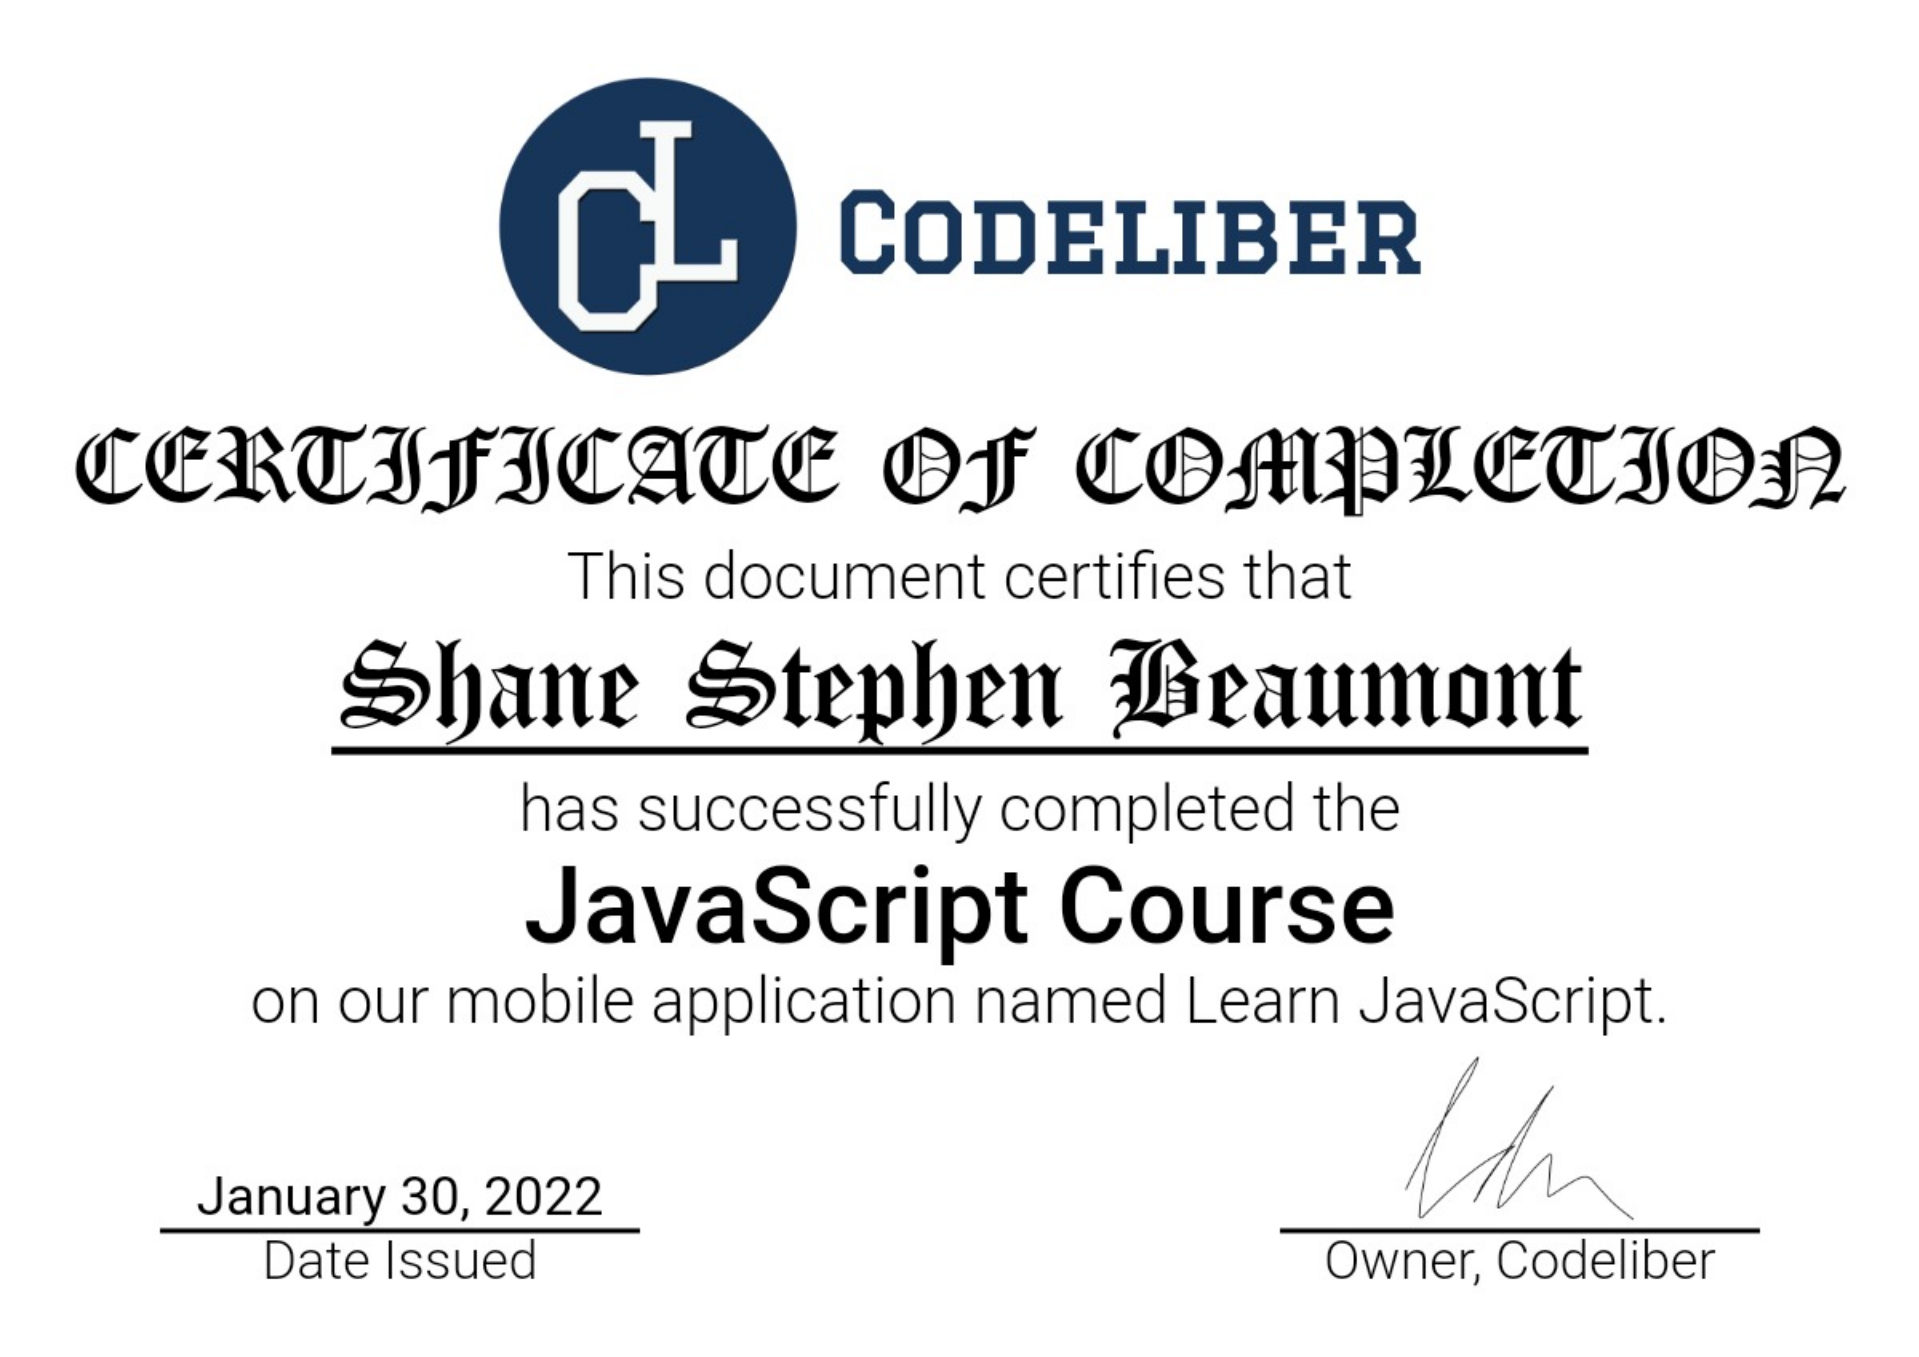 CL
CODELIBER
CERTIFICATE OF COMPLETION
This document certifies that
Shane Stephen Beaumont
has successfully completed the
JavaScript Course
on our mobile application named Learn JavaScript.
January 30, 2022
Date Issued
Owner, Codeliber